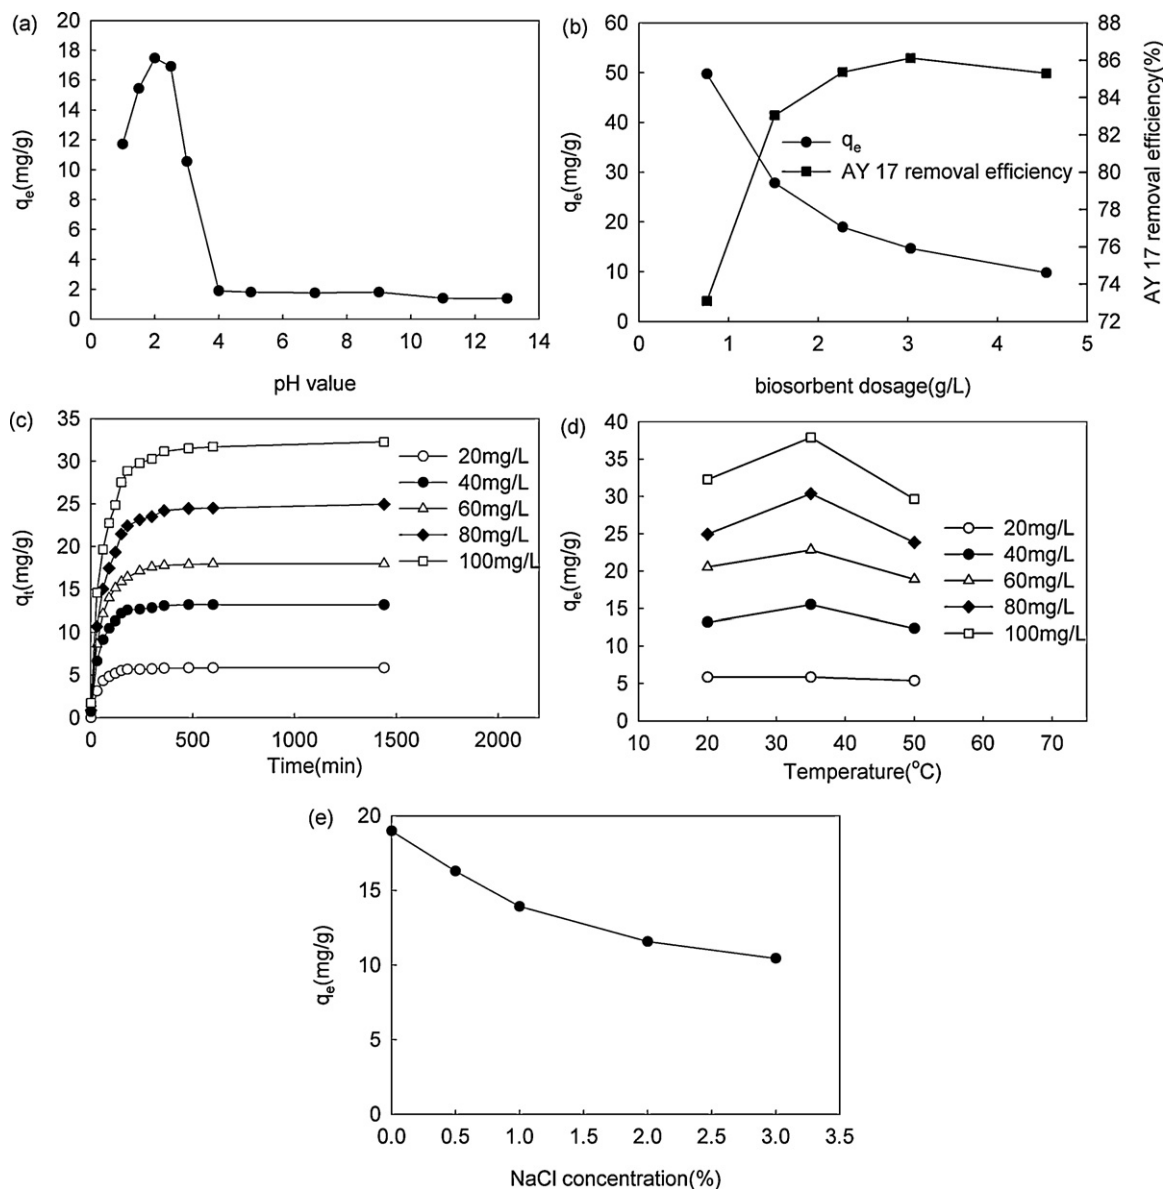 (a)
20
18
16
14
12
10
8
6
4
2
0
qe(mg/g)
0 2 4 6 8 10 12 14
pH value
(b)
60
50
40
30
20
10
0
qe(mg/g)
88
86
84
82
80
78
76
74
72
AY 17 removal efficiency(%)
qe
AY 17 removal efficiency
0 1 2 3 4 5
biosorbent dosage(g/L)
(c)
35
30
25
20
15
10
5
0
qt(mg/g)
20mg/L
40mg/L
60mg/L
80mg/L
100mg/L
0 500 1000 1500 2000
Time(min)
(d)
40
35
30
25
20
15
10
5
0
qe(mg/g)
20mg/L
40mg/L
60mg/L
80mg/L
100mg/L
10 20 30 40 50 60 70
Temperature(°C)
(e)
20
15
10
5
0
qe(mg/g)
0.0 0.5 1.0 1.5 2.0 2.5 3.0 3.5
NaCl concentration(%)